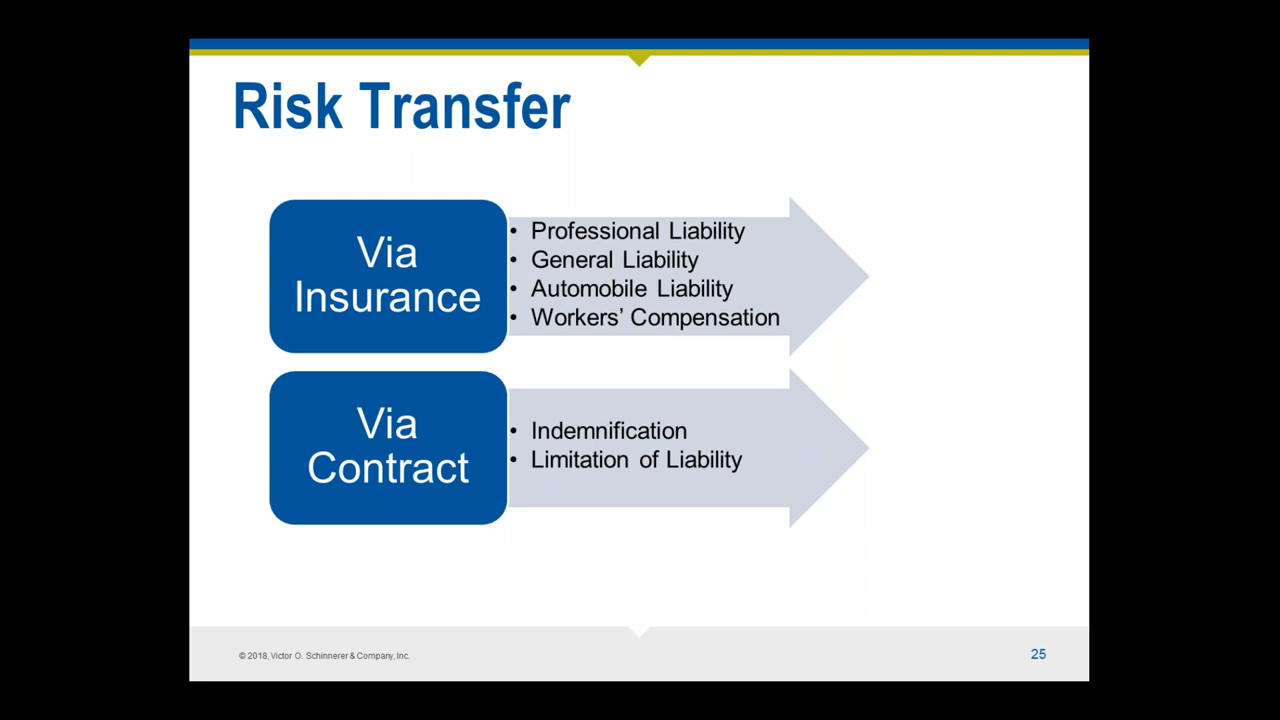 Risk Transfer
Via
Insurance
• Professional Liability
• General Liability
• Automobile Liability
• Workers’ Compensation
Via
Contract
• Indemnification
• Limitation of Liability
© 2018, Victor O. Schinnerer & Company, Inc.
25